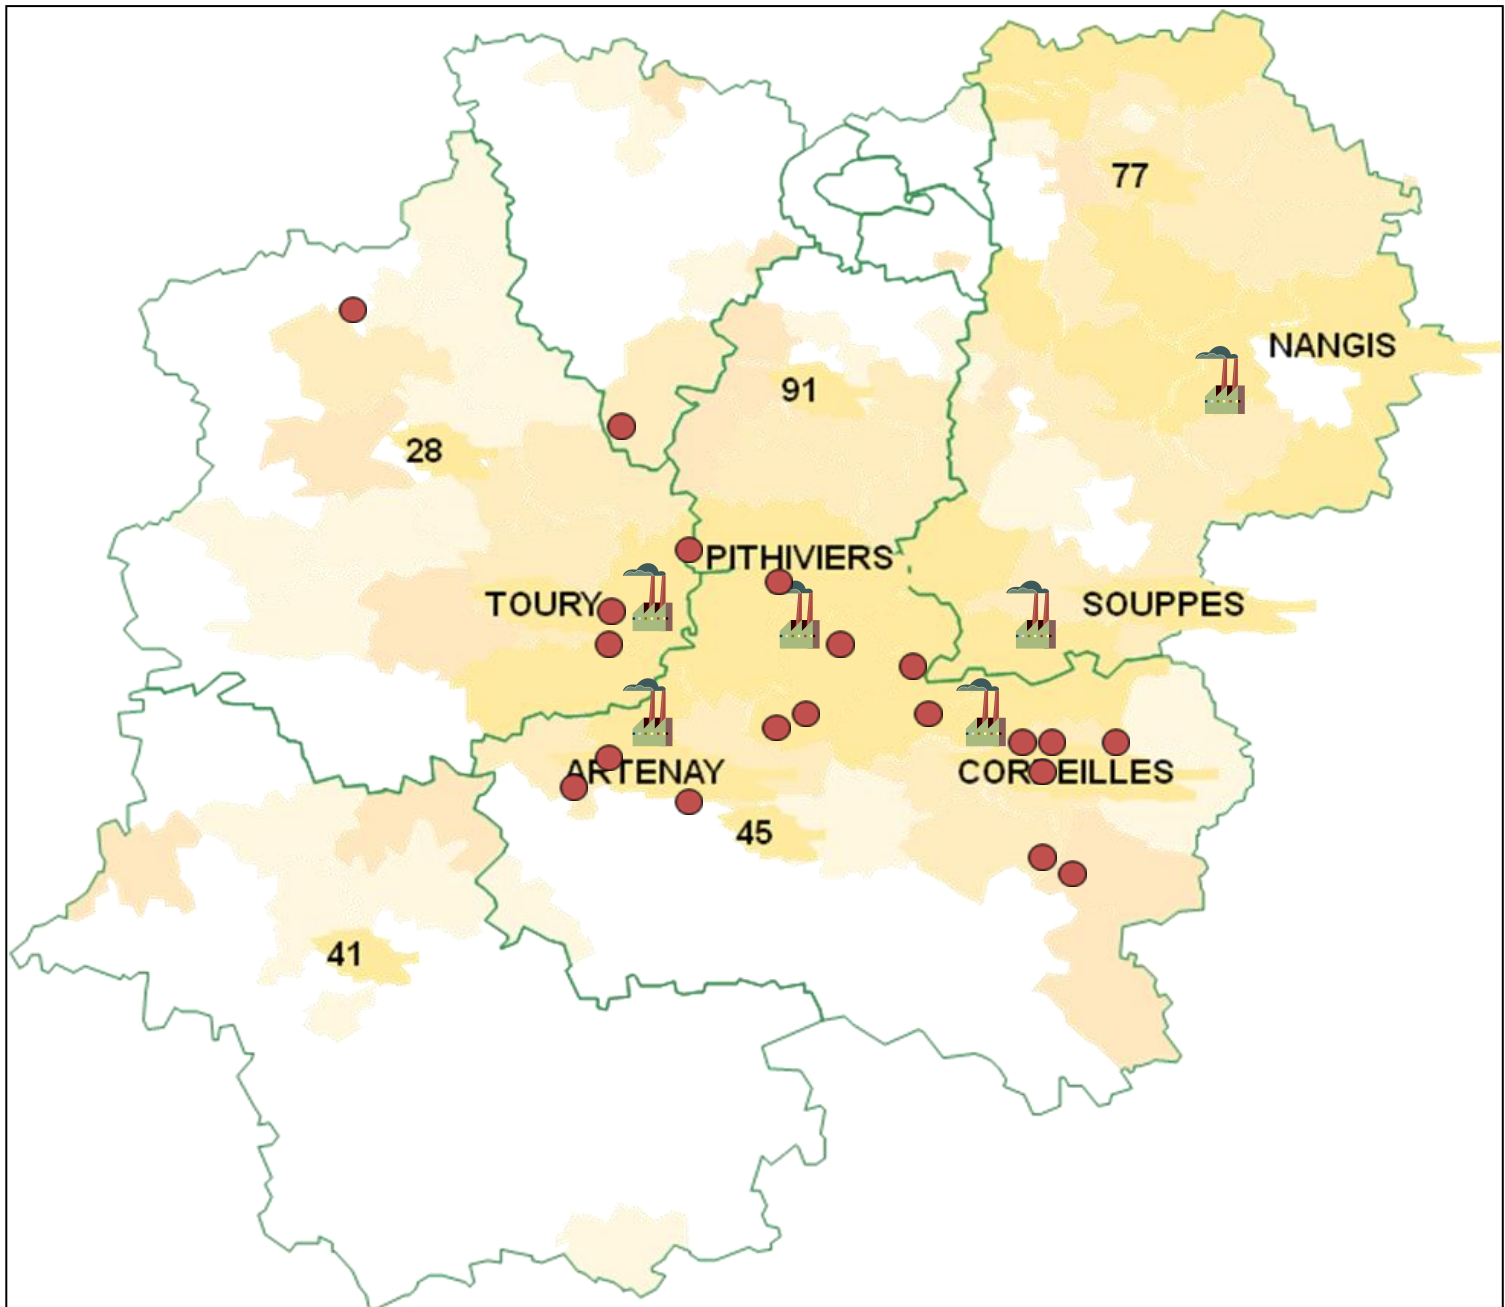 77
NANGIS
91
28
PITHIVIERS
TOURY
SOUPPES
ARTENAY
CORBEILLES
45
41